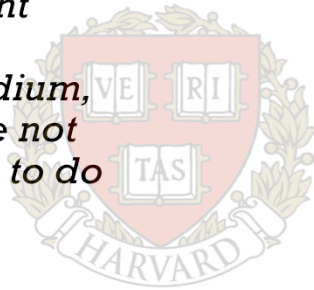 nt
dium,
e not
to do
VE RI
TAS
HARVARD